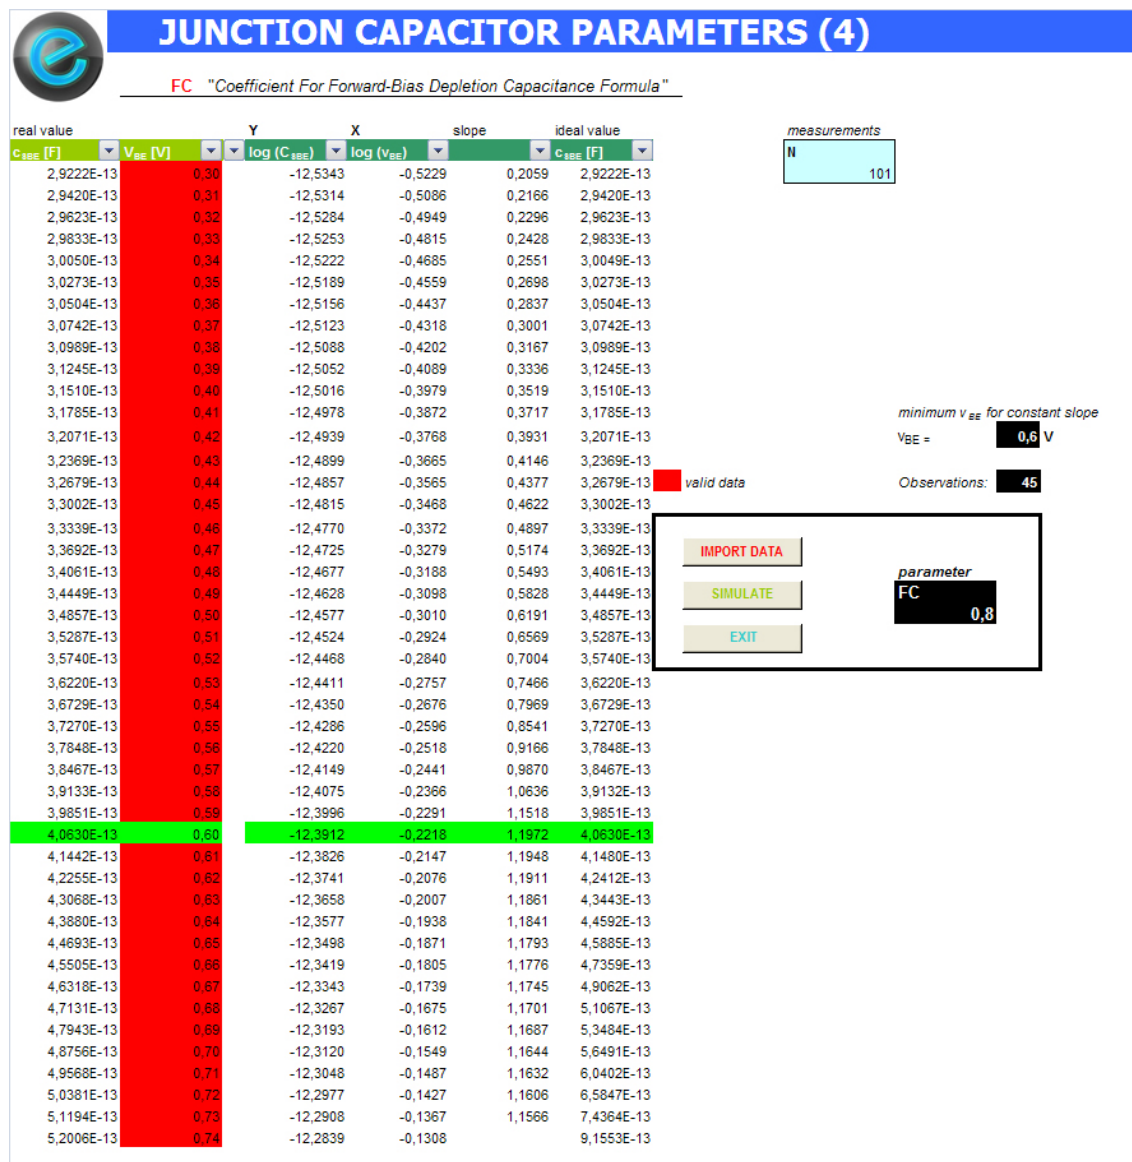 e JUNCTION CAPACITOR PARAMETERS (4)
FC "Coefficient For Forward-Bias Depletion Capacitance Formula"
real value Y X slope ideal value measurements
c$BE [F] VBE [V] log (C$BE) log (vBE) c$BE [F] N
2,9222E-13 0,30 -12,5343 -0,5229 0,2059 2,9222E-13 101
2,9420E-13 0,31 -12,5314 -0,5086 0,2166 2,9420E-13
2,9623E-13 0,32 -12,5284 -0,4949 0,2296 2,9623E-13
2,9833E-13 0,33 -12,5253 -0,4815 0,2428 2,9833E-13
3,0050E-13 0,34 -12,5222 -0,4685 0,2551 3,0049E-13
3,0273E-13 0,35 -12,5189 -0,4559 0,2698 3,0273E-13
3,0504E-13 0,36 -12,5156 -0,4437 0,2837 3,0504E-13
3,0742E-13 0,37 -12,5123 -0,4318 0,3001 3,0742E-13
3,0989E-13 0,38 -12,5088 -0,4202 0,3167 3,0989E-13
3,1245E-13 0,39 -12,5052 -0,4089 0,3336 3,1245E-13
3,1510E-13 0,40 -12,5016 -0,3979 0,3519 3,1510E-13
3,1785E-13 0,41 -12,4978 -0,3872 0,3717 3,1785E-13 minimum v BE for constant slope
3,2071E-13 0,42 -12,4939 -0,3768 0,3931 3,2071E-13 VBE = 0,6 V
3,2369E-13 0,43 -12,4899 -0,3665 0,4146 3,2369E-13
3,2679E-13 0,44 -12,4857 -0,3565 0,4377 3,2679E-13 valid data Observations: 45
3,3002E-13 0,45 -12,4815 -0,3468 0,4622 3,3002E-13
3,3339E-13 0,46 -12,4770 -0,3372 0,4897 3,3339E-13
3,3692E-13 0,47 -12,4725 -0,3279 0,5174 3,3692E-13 IMPORT DATA
3,4061E-13 0,48 -12,4677 -0,3188 0,5493 3,4061E-13 parameter
3,4449E-13 0,49 -12,4628 -0,3098 0,5828 3,4449E-13 SIMULATE FC
3,4857E-13 0,50 -12,4577 -0,3010 0,6191 3,4857E-13 0,8
3,5287E-13 0,51 -12,4524 -0,2924 0,6569 3,5287E-13 EXIT
3,5740E-13 0,52 -12,4468 -0,2840 0,7004 3,5740E-13
3,6220E-13 0,53 -12,4411 -0,2757 0,7466 3,6220E-13
3,6729E-13 0,54 -12,4350 -0,2676 0,7969 3,6729E-13
3,7270E-13 0,55 -12,4286 -0,2596 0,8541 3,7270E-13
3,7848E-13 0,56 -12,4220 -0,2518 0,9166 3,7848E-13
3,8467E-13 0,57 -12,4149 -0,2441 0,9870 3,8467E-13
3,9133E-13 0,58 -12,4075 -0,2366 1,0636 3,9132E-13
3,9851E-13 0,59 -12,3996 -0,2291 1,1518 3,9851E-13
4,0630E-13 0,60 -12,3912 -0,2218 1,1972 4,0630E-13
4,1442E-13 0,61 -12,3826 -0,2147 1,1948 4,1480E-13
4,2255E-13 0,62 -12,3741 -0,2076 1,1911 4,2412E-13
4,3068E-13 0,63 -12,3658 -0,2007 1,1861 4,3443E-13
4,3880E-13 0,64 -12,3577 -0,1938 1,1841 4,4592E-13
4,4693E-13 0,65 -12,3498 -0,1871 1,1793 4,5885E-13
4,5505E-13 0,66 -12,3419 -0,1805 1,1776 4,7359E-13
4,6318E-13 0,67 -12,3343 -0,1739 1,1745 4,9062E-13
4,7131E-13 0,68 -12,3267 -0,1675 1,1701 5,1067E-13
4,7943E-13 0,69 -12,3193 -0,1612 1,1687 5,3484E-13
4,8756E-13 0,70 -12,3120 -0,1549 1,1644 5,6491E-13
4,9568E-13 0,71 -12,3048 -0,1487 1,1632 6,0402E-13
5,0381E-13 0,72 -12,2977 -0,1427 1,1606 6,5847E-13
5,1194E-13 0,73 -12,2908 -0,1367 1,1566 7,4364E-13
5,2006E-13 0,74 -12,2839 -0,1308 9,1553E-13